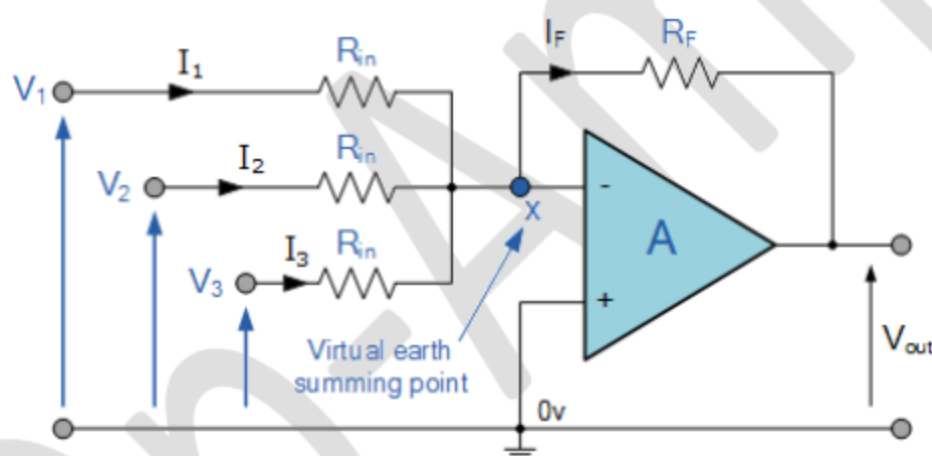 I₁
Rin
V₁
I₂
Rin
V₂
I₃
Rin
V₃
IF
RF
x
-
A
+
Virtual earth
summing point
0v
Vout